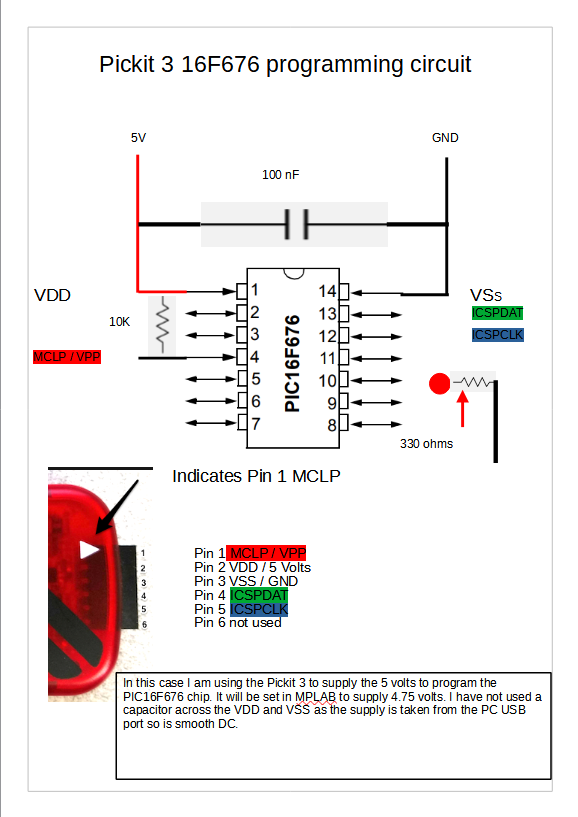 Pickit 3 16F676 programming circuit
5V
GND
100 nF
VDD
10K
MCLP / VPP
1
2
3
4
5
6
7
PIC16F676
14
13
12
11
10
9
8
VSs
ICSPDAT
ICSPCLK
330 ohms
Indicates Pin 1 MCLP
1
2
3
4
5
6
Pin 1 MCLP / VPP
Pin 2 VDD / 5 Volts
Pin 3 VSS / GND
Pin 4 ICSPDAT
Pin 5 ICSPCLK
Pin 6 not used
In this case I am using the Pickit 3 to supply the 5 volts to program the
PIC16F676 chip. It will be set in MPLAB to supply 4.75 volts. I have not used a
capacitor across the VDD and VSS as the supply is taken from the PC USB
port so is smooth DC.